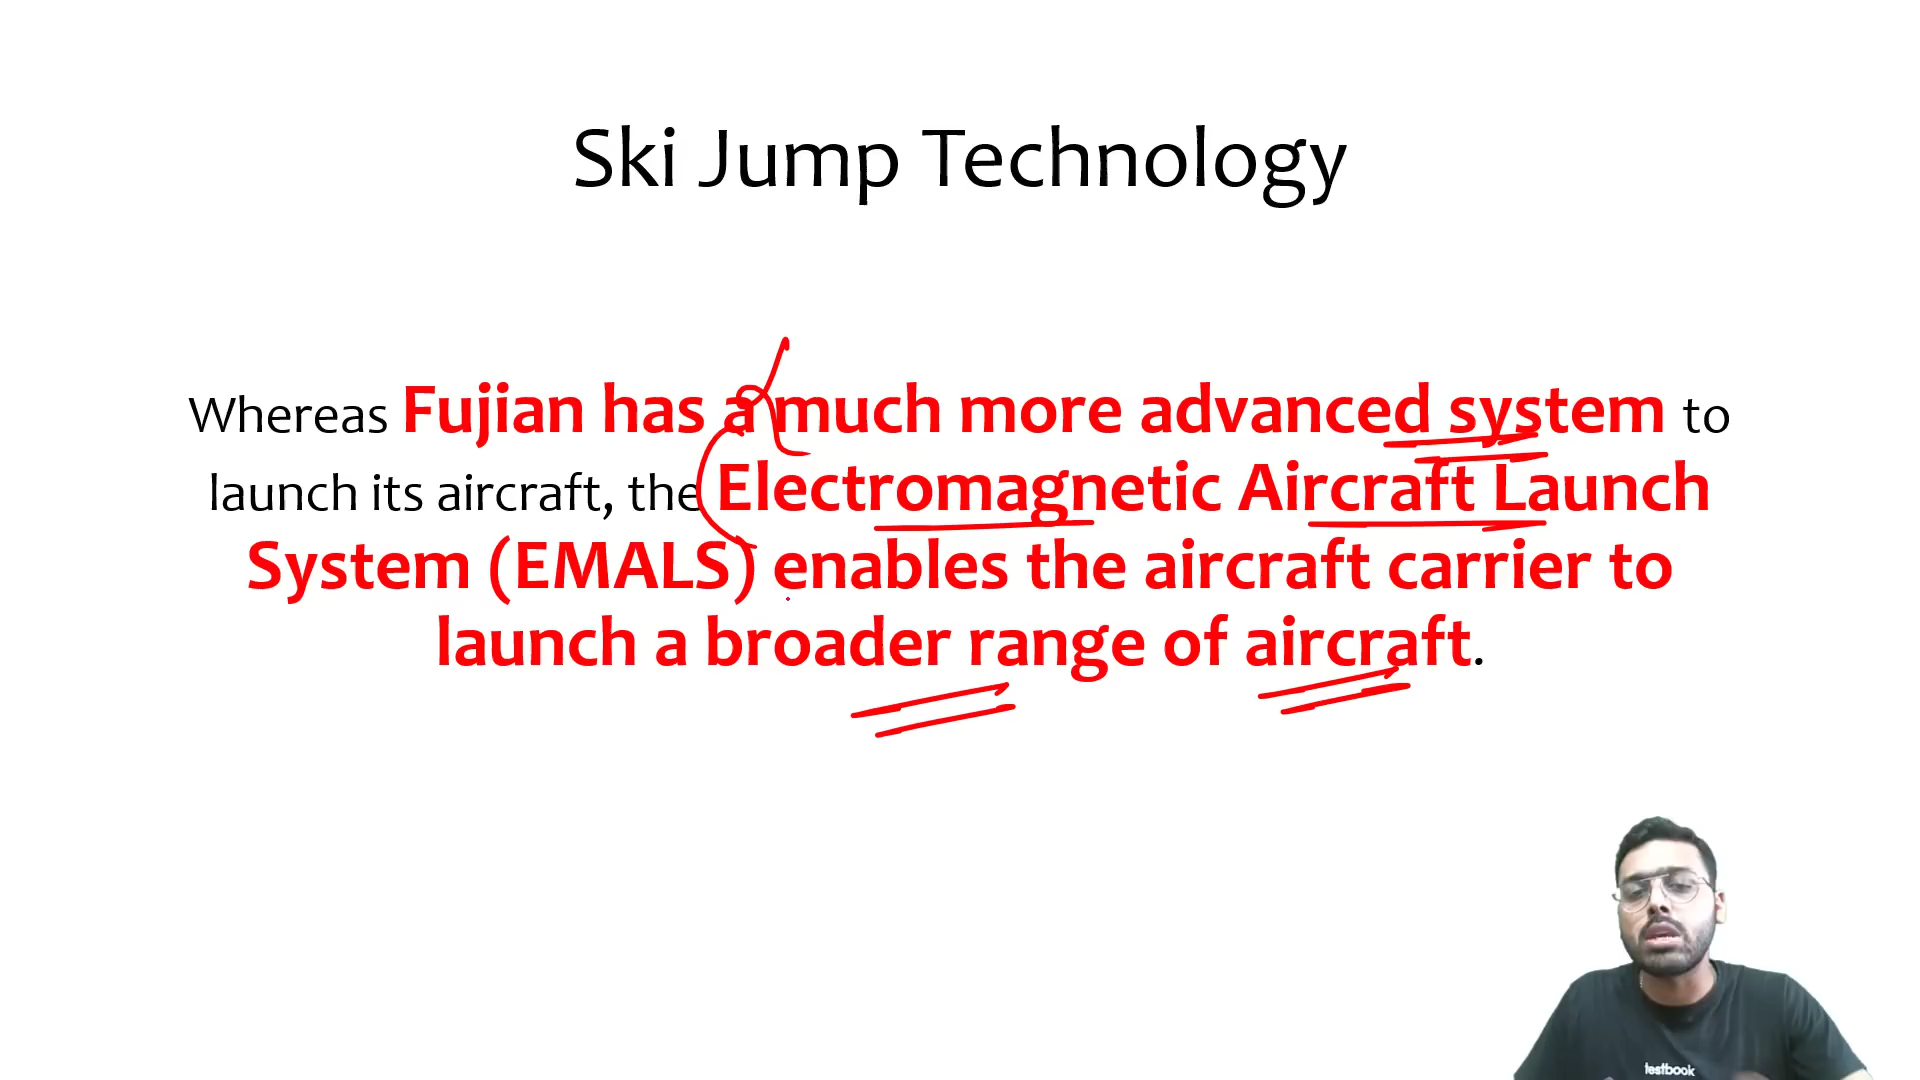 Ski Jump Technology
Whereas Fujian has a much more advanced system to
launch its aircraft, the Electromagnetic Aircraft Launch
System (EMALS) enables the aircraft carrier to
launch a broader range of aircraft.
testbook